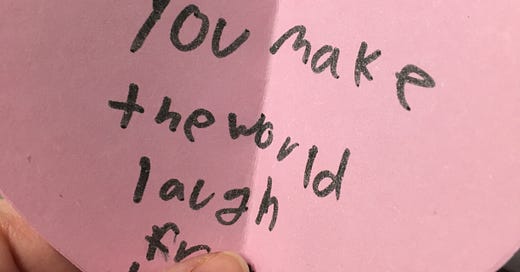 You make
the world
laugh